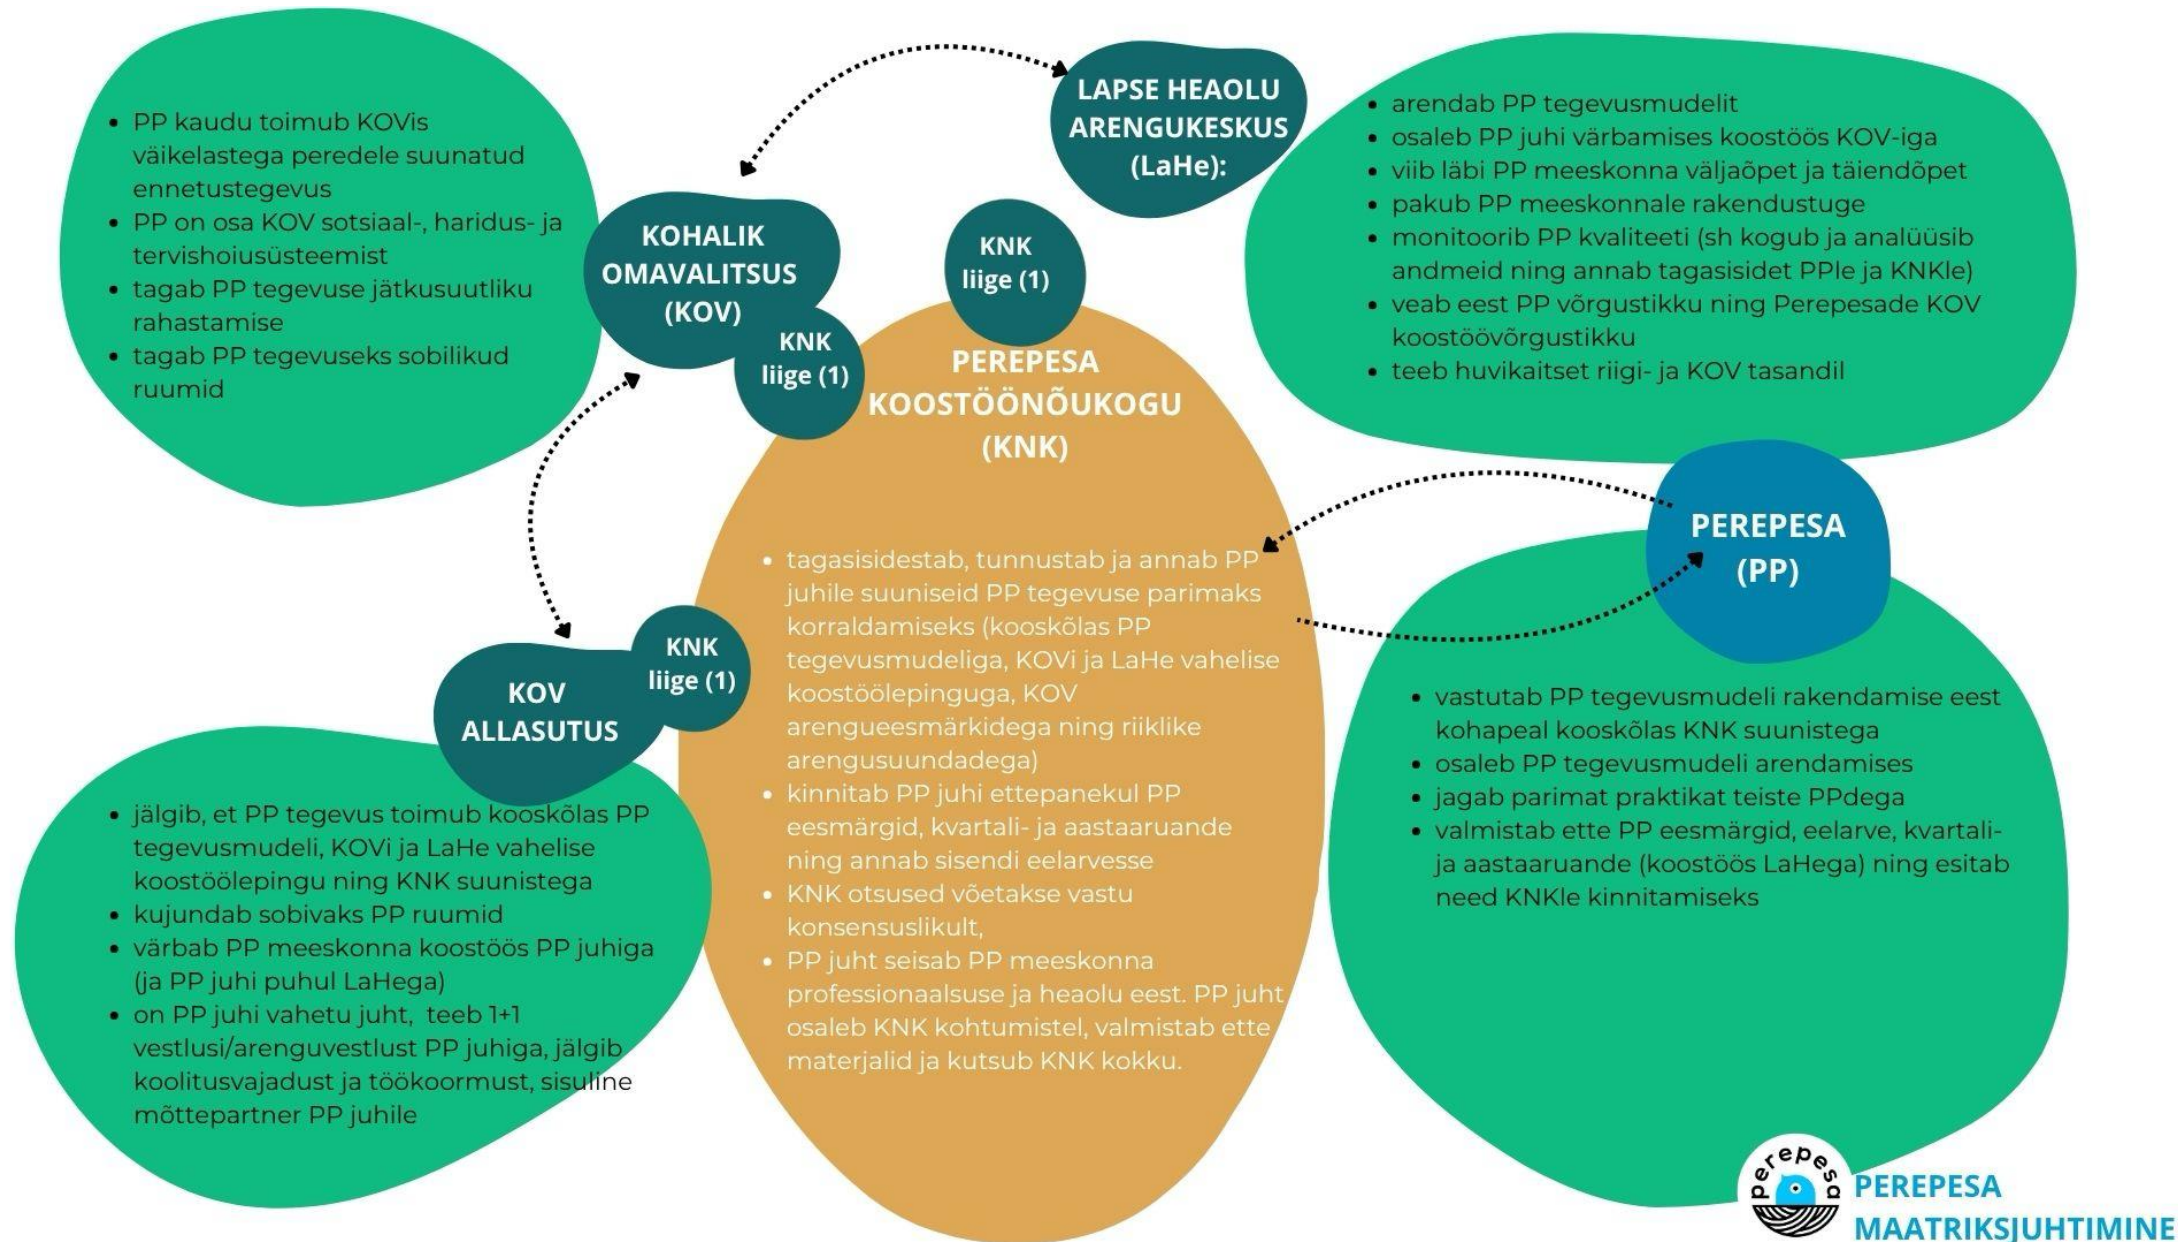 • PP kaudu toimub KOVis
väikelastega peredele suunatud
ennetustegevus
• PP on osa KOV sotsiaal-, haridus- ja
tervishoiusüsteemist
• tagab PP tegevuse jätkusuutliku
rahastamise
• tagab PP tegevuseks sobilikud
ruumid
KOHALIK
OMAVALITSUS
(KOV)
KNK
liige (1)
LAPSE HEAOLU
ARENGUKESKUS
(LaHe):
KNK
liige (1)
• arendab PP tegevusmudelit
• osaleb PP juhi värbamises koostöös KOV-iga
• viib läbi PP meeskonna väljaõpet ja täiendõpet
• pakub PP meeskonnale rakendustuge
• monitoorib PP kvaliteeti (sh kogub ja analüüsib
andmeid ning annab tagasisidet PPle ja KNKle)
• veab eest PP võrgustikku ning Perepesade KOV
koostöövõrgustikku
• teeb huvikaitset riigi- ja KOV tasandil
PEREPESA
KOOSTÖÖNÕUKOGU
(KNK)
• tagasisidestab, tunnustab ja annab PP
juhile suuniseid PP tegevuse parimaks
korraldamiseks (kooskõlas PP
tegevusmudeliga, KOVi ja LaHe vahelise
koostöölepinguga, KOV
arengueesmärkidega ning riiklike
arengusuundadega)
• kinnitab PP juhi ettepanekul PP
eesmärgid, kvartali- ja aastaaruande
ning annab sisendi eelarvesse
• KNK otsused võetakse vastu
konsensuslikult,
• PP juht seisab PP meeskonna
professionaalsuse ja heaolu eest. PP juht
osaleb KNK kohtumistel, valmistab ette
materjalid ja kutsub KNK kokku.
KOV
ALLASUTUS
KNK
liige (1)
• jälgib, et PP tegevus toimub kooskõlas PP
tegevusmudeli, KOVi ja LaHe vahelise
koostöölepingu ning KNK suunistega
• kujundab sobivaks PP ruumid
• värbab PP meeskonna koostöös PP juhiga
(ja PP juhi puhul LaHega)
• on PP juhi vahetu juht, teeb 1+1
vestlusi/arenguvestlust PP juhiga, jälgib
koolitusvajadust ja töökoormust, sisuline
mõttepartner PP juhile
PEREPESA
(PP)
• vastutab PP tegevusmudeli rakendamise eest
kohapeal kooskõlas KNK suunistega
• osaleb PP tegevusmudeli arendamises
• jagab parimat praktikat teiste PPdega
• valmistab ette PP eesmärgid, eelarve, kvartali-
ja aastaaruande (koostöös LaHega) ning esitab
need KNKle kinnitamiseks
perepesa
PEREPESA
MAATRIKSJUHTIMINE